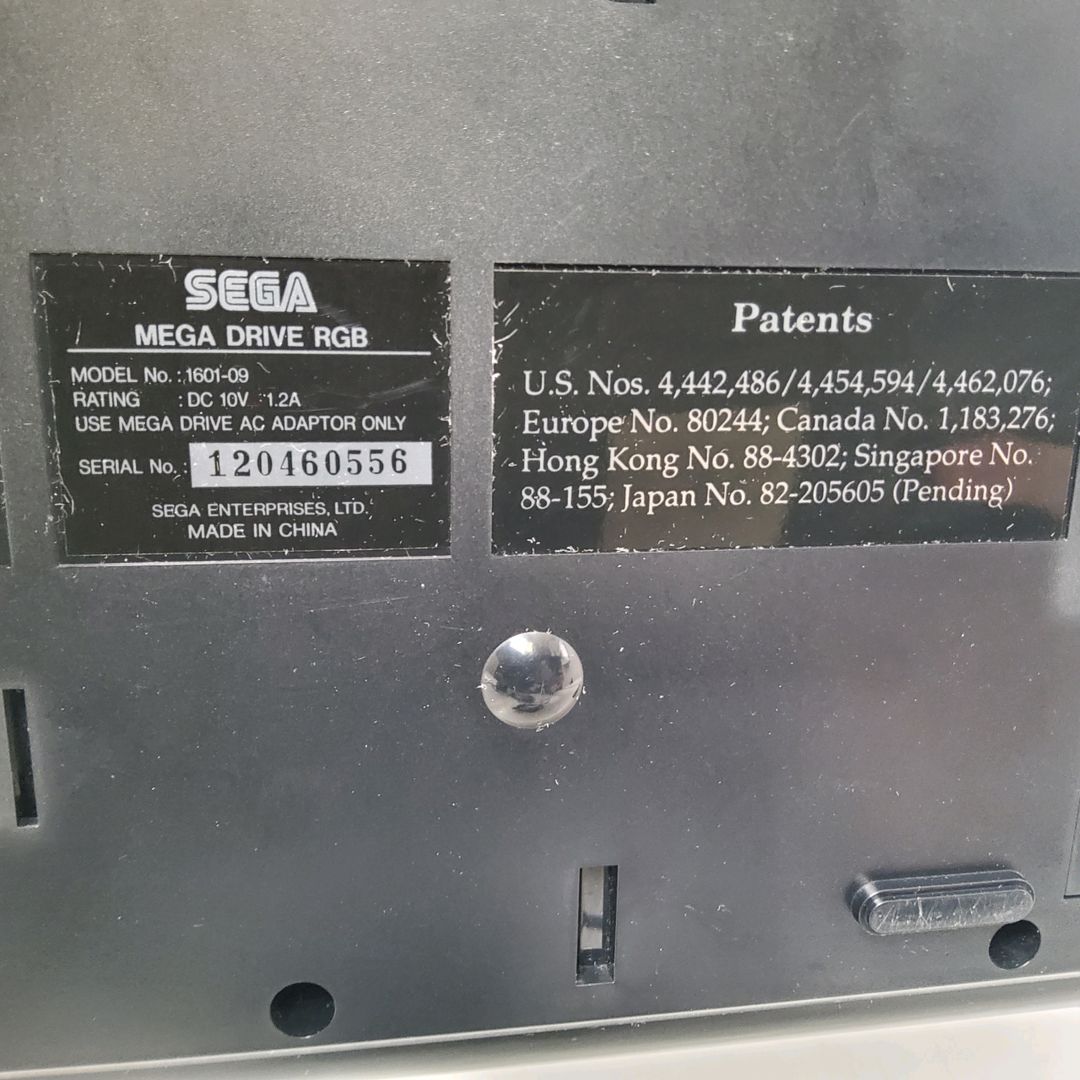 SEGA
MEGA DRIVE RGB
MODEL No. : 1601-09
RATING : DC 10V 1.2A
USE MEGA DRIVE AC ADAPTOR ONLY
SERIAL No. : 120460556
SEGA ENTERPRISES, LTD.
MADE IN CHINA
Patents
U.S. Nos. 4,442,486/4,454,594/4,462,076;
Europe No. 80244; Canada No. 1,183,276;
Hong Kong No. 88-4302; Singapore No.
88-155; Japan No. 82-205605 (Pending)